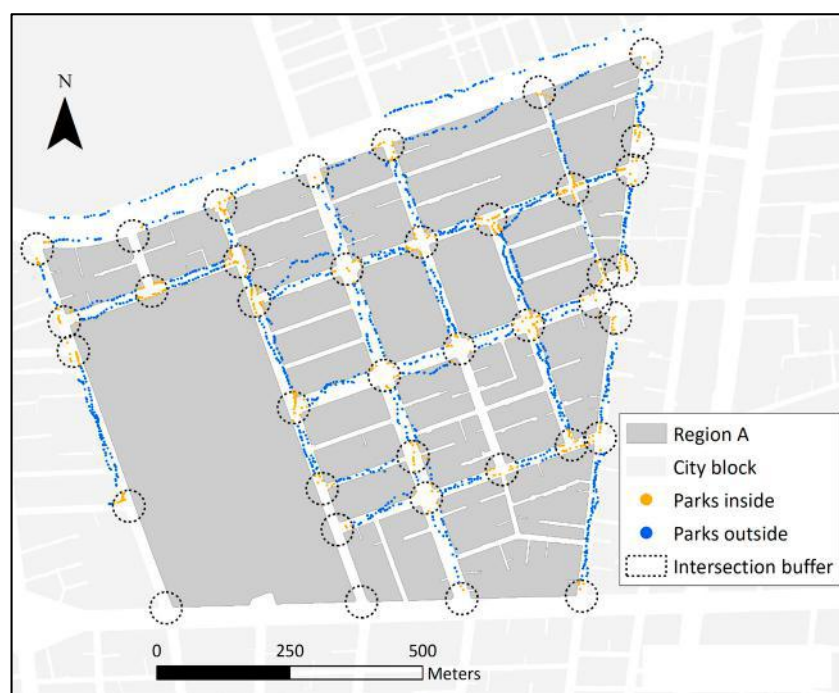 N
Region A
City block
Parks inside
Parks outside
Intersection buffer
0 250 500
Meters